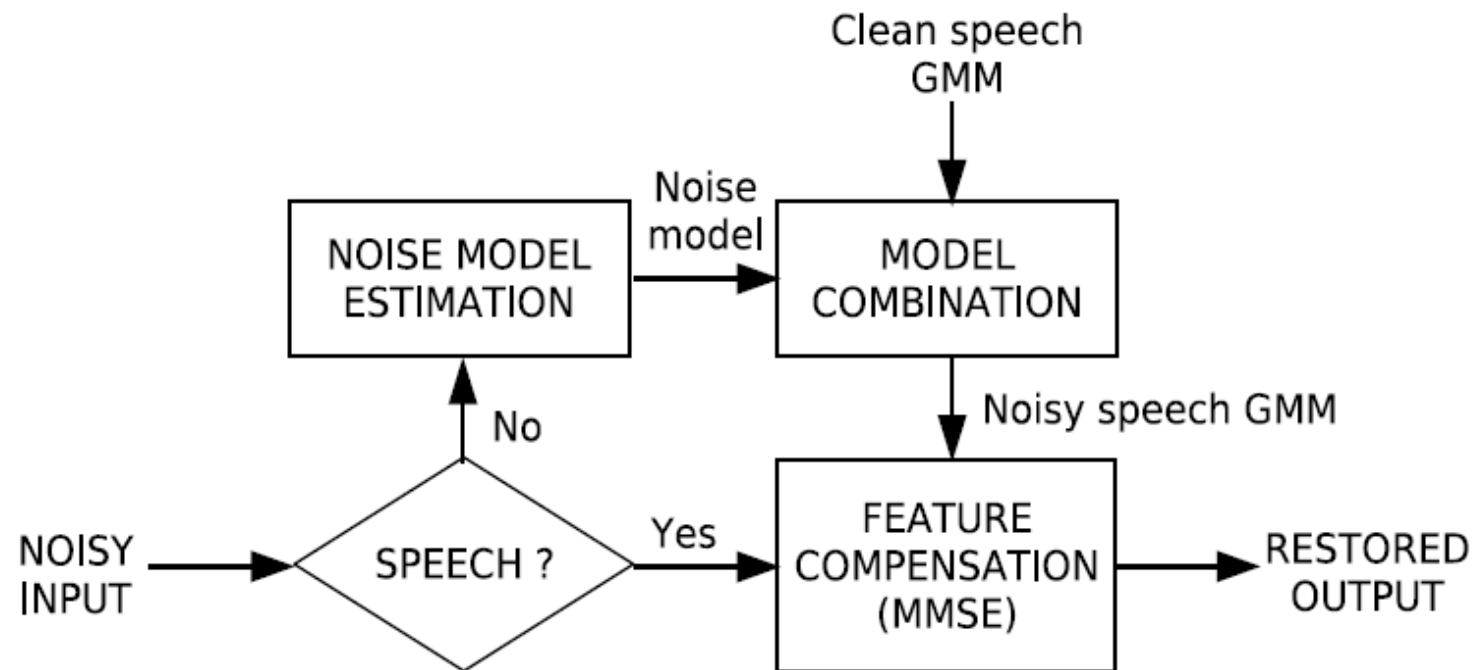 Clean speech
GMM
Noise
model
NOISE MODEL
ESTIMATION
MODEL
COMBINATION
No
Noisy speech GMM
NOISY
INPUT
SPEECH ?
Yes
FEATURE
COMPENSATION
(MMSE)
RESTORED
OUTPUT